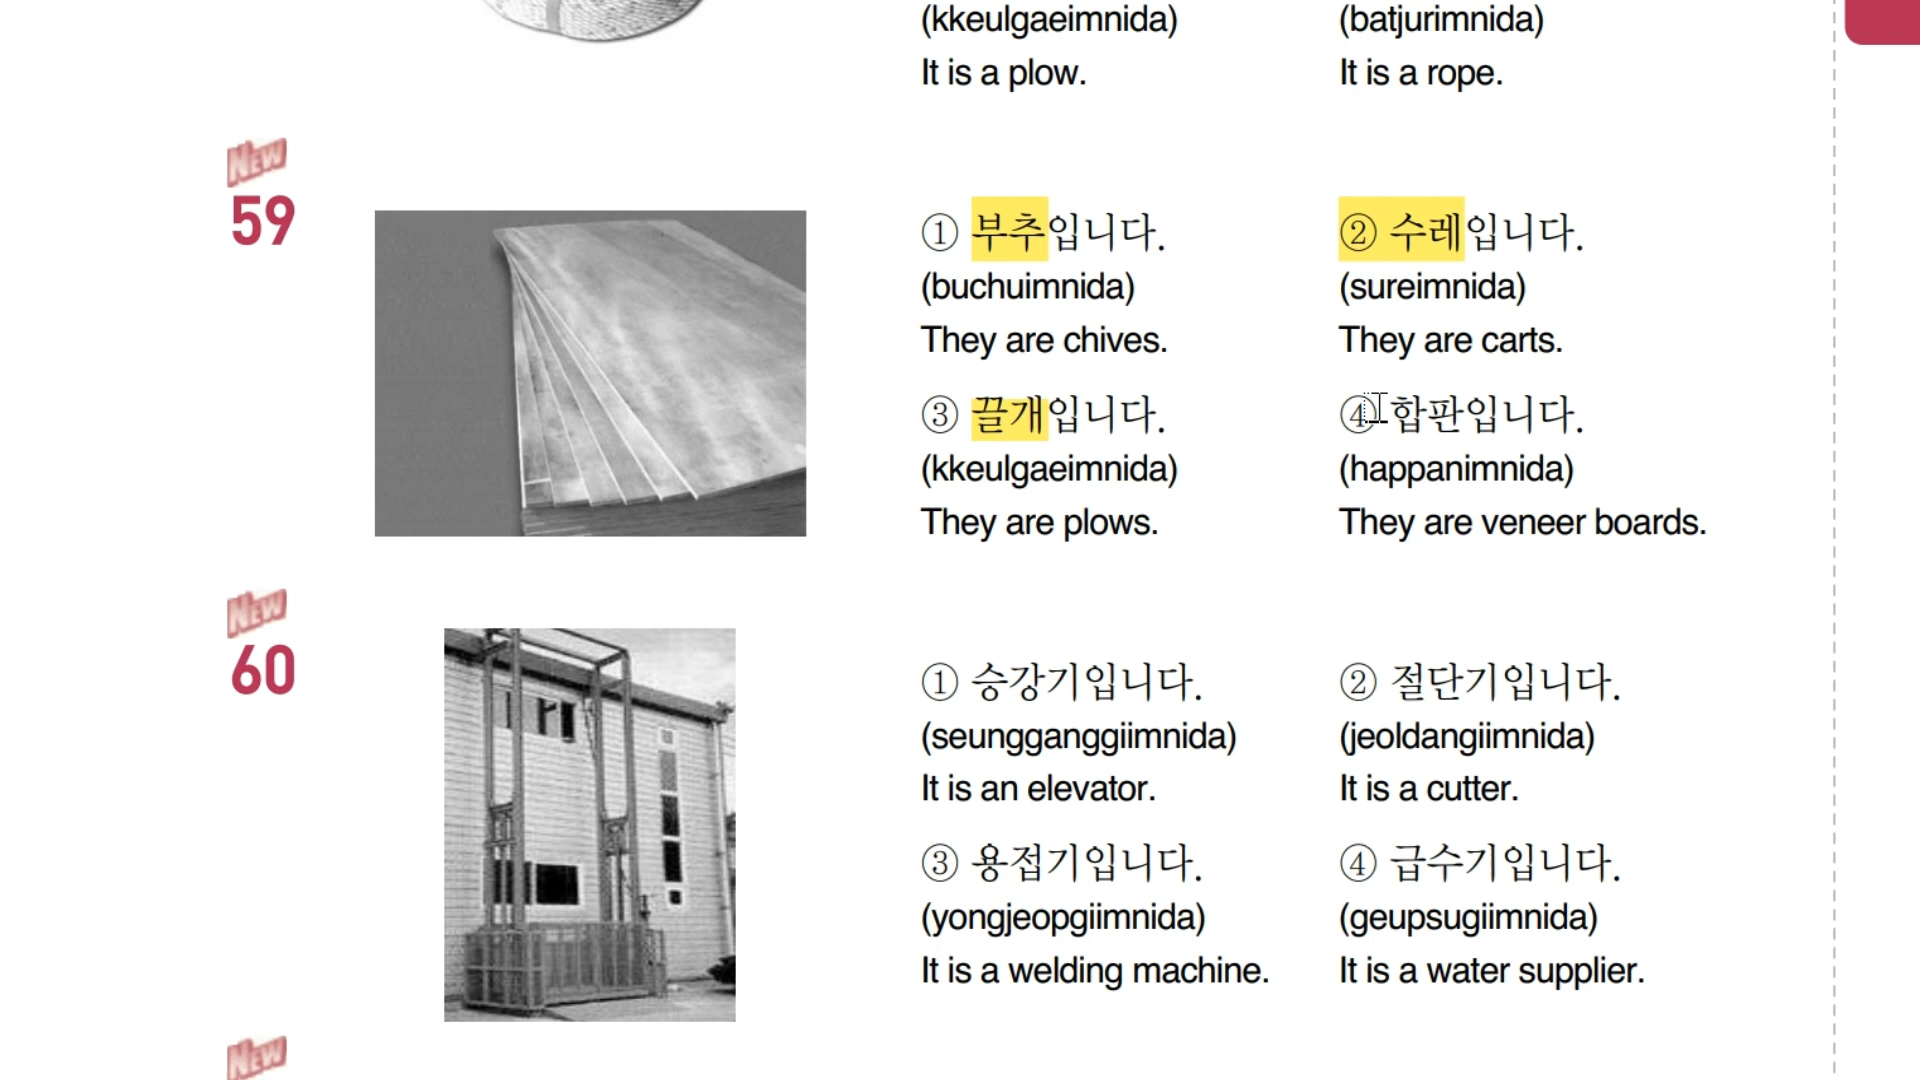 (kkeulgaeimnida)
(batjurimnida)
It is a plow.
It is a rope.
NEW
59
① 부추입니다.
② 수레입니다.
(buchuimnida)
(sureimnida)
They are chives.
They are carts.
③ 끌개입니다.
④ 합판입니다.
(kkeulgaeimnida)
(happanimnida)
They are plows.
They are veneer boards.
NEW
60
① 승강기입니다.
② 절단기입니다.
(seungganggiimnida)
(jeoldangiimnida)
It is an elevator.
It is a cutter.
③ 용접기입니다.
④ 급수기입니다.
(yongjeopgiimnida)
(geupsugiimnida)
It is a welding machine.
It is a water supplier.
NEW